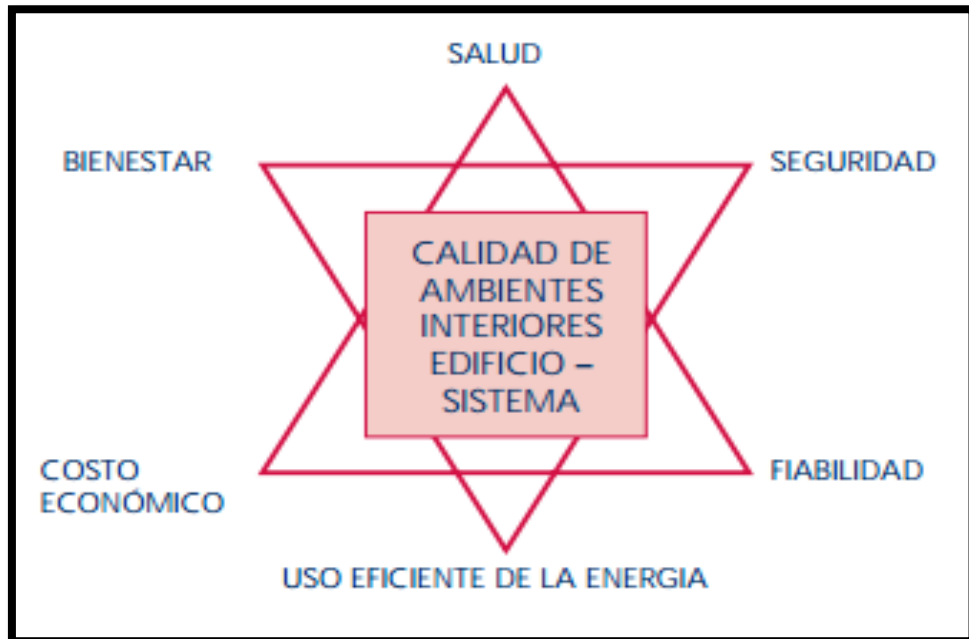 SALUD
BIENESTAR
SEGURIDAD
CALIDAD DE
AMBIENTES
INTERIORES
EDIFICIO –
SISTEMA
COSTO
ECONÓMICO
FIABILIDAD
USO EFICIENTE DE LA ENERGIA